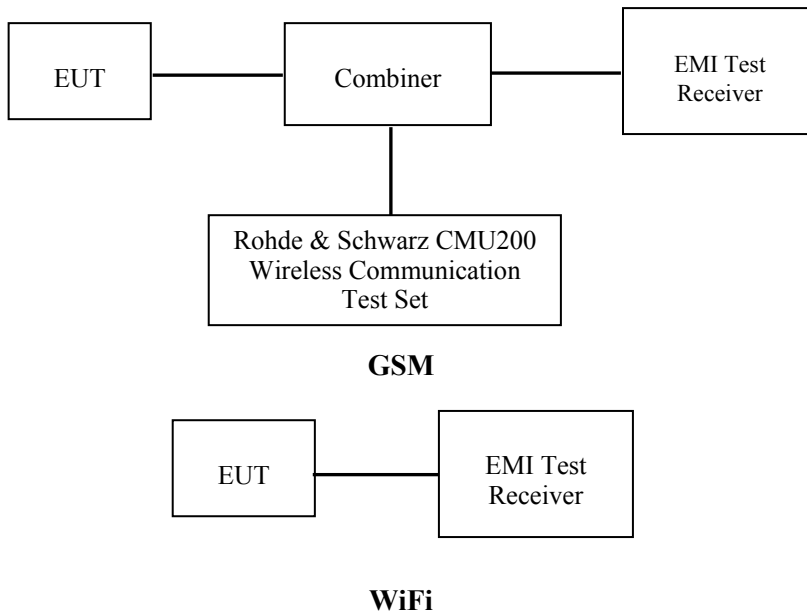 EUT
Combiner
EMI Test
Receiver
Rohde & Schwarz CMU200
Wireless Communication
Test Set
GSM
EUT
EMI Test
Receiver
WiFi